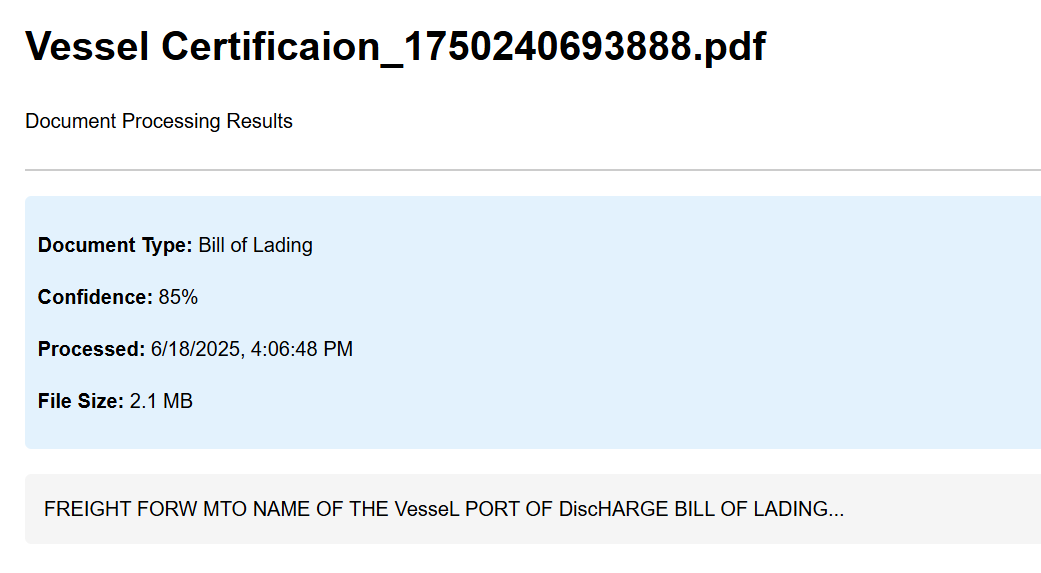 Vessel Certificaion_1750240693888.pdf
Document Processing Results
Document Type: Bill of Lading
Confidence: 85%
Processed: 6/18/2025, 4:06:48 PM
File Size: 2.1 MB
FREIGHT FORW MTO NAME OF THE VesseL PORT OF DiscHARGE BILL OF LADING...